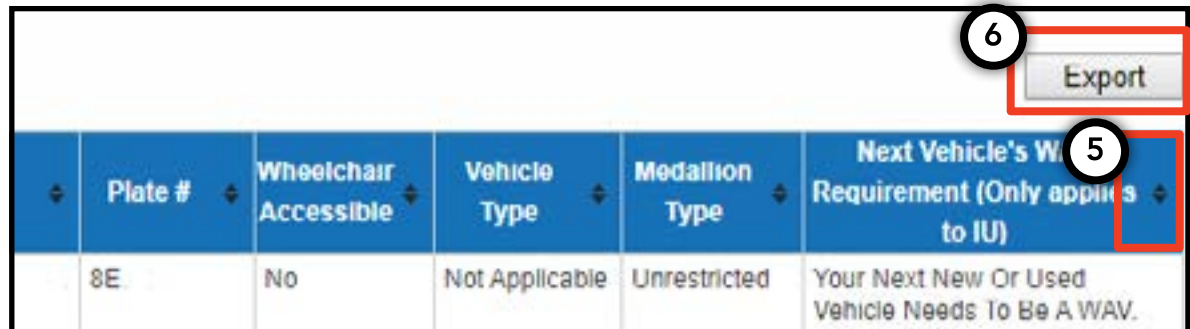 6
Export
5
Plate #
Wheelchair
Accessible
Vehicle
Type
Medallion
Type
Next Vehicle's
Requirement (Only applies
to IU)
8E
No
Not Applicable
Unrestricted
Your Next New Or Used
Vehicle Needs To Be A WAV.